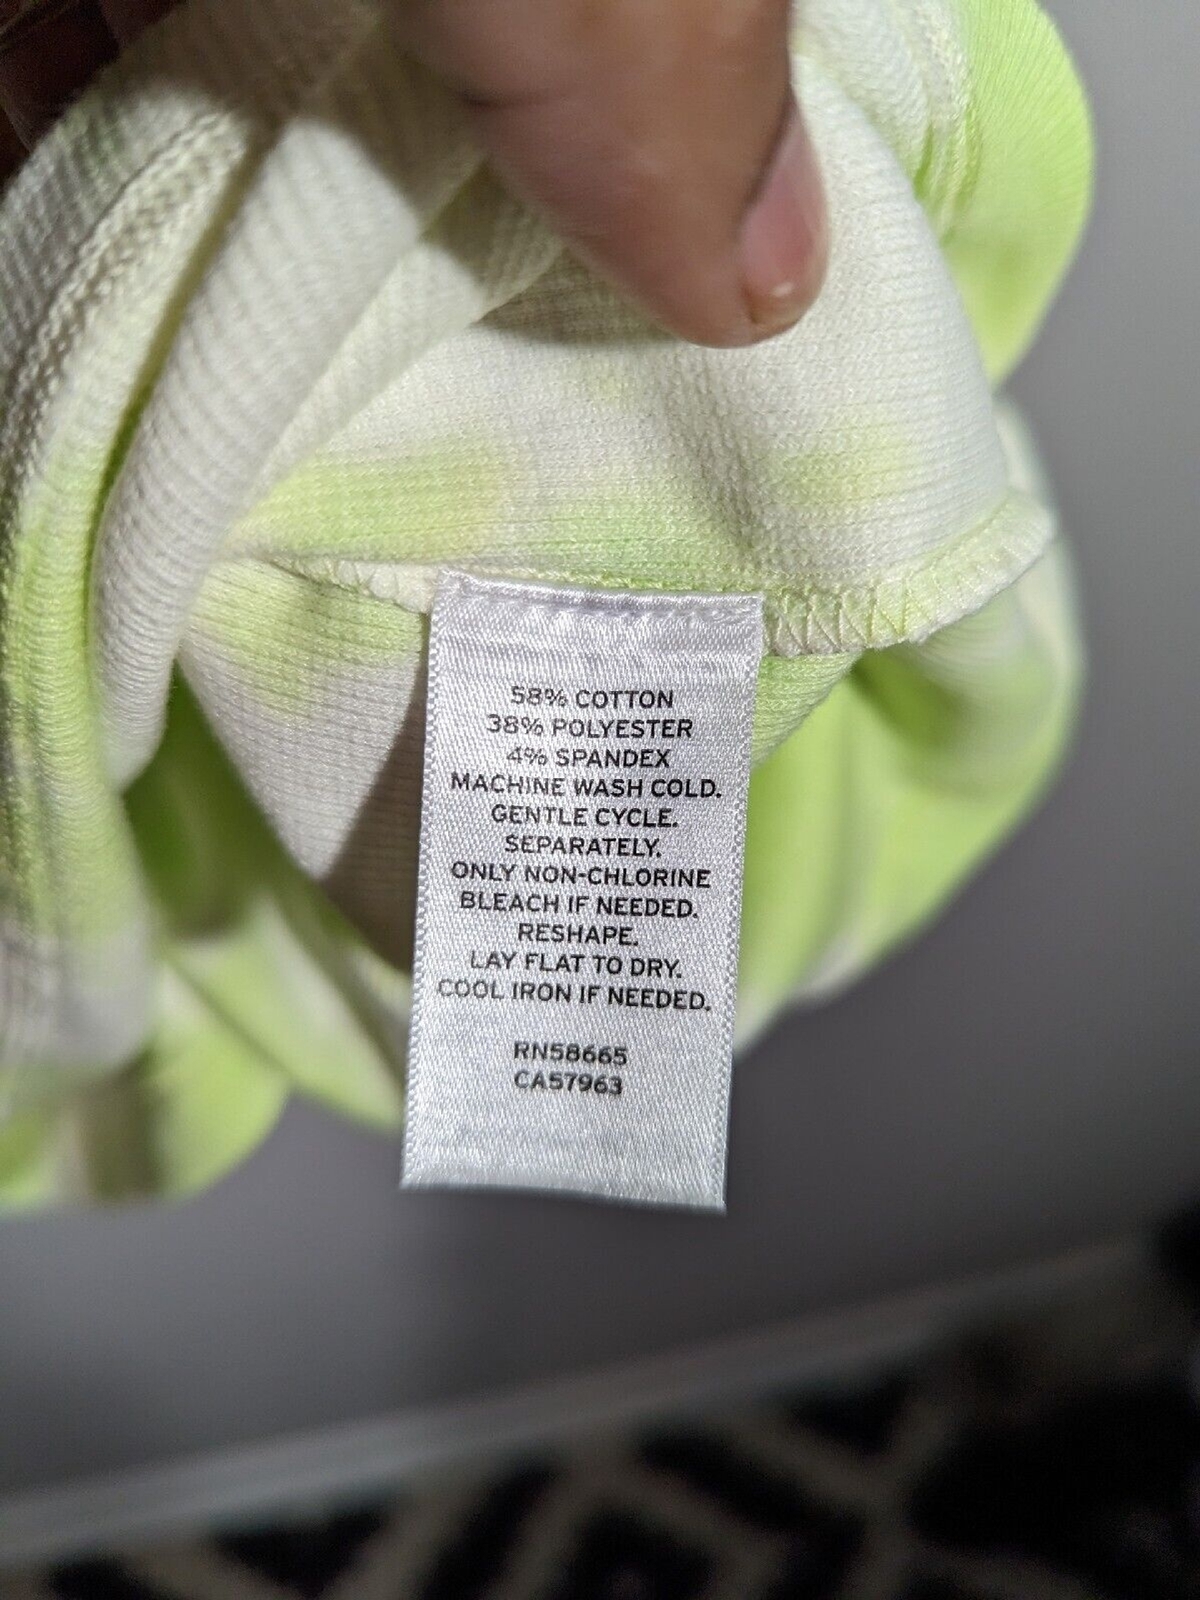 58% COTTON
38% POLYESTER
4% SPANDEX
MACHINE WASH COLD.
GENTLE CYCLE.
SEPARATELY.
ONLY NON-CHLORINE
BLEACH IF NEEDED.
RESHAPE.
LAY FLAT TO DRY.
COOL IRON IF NEEDED.
RN58665
CA57963